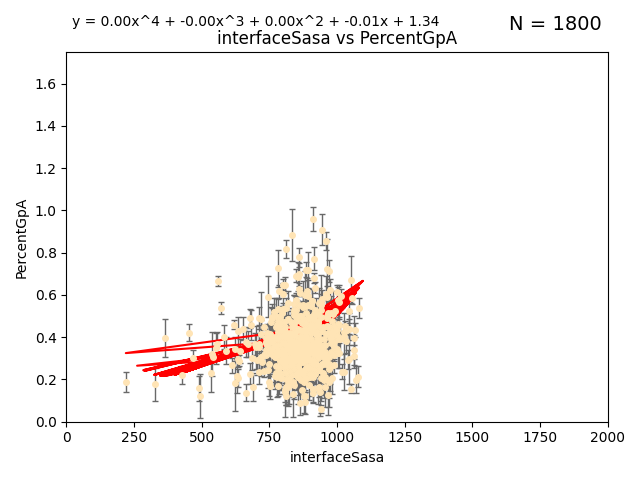 y = 0.00x^4 + -0.00x^3 + 0.00x^2 + -0.01x + 1.34
N = 1800
interfaceSasa vs PercentGpA
PercentGpA
1.6
1.4
1.2
1.0
0.8
0.6
0.4
0.2
0.0
0 250 500 750 1000 1250 1500 1750 2000
interfaceSasa